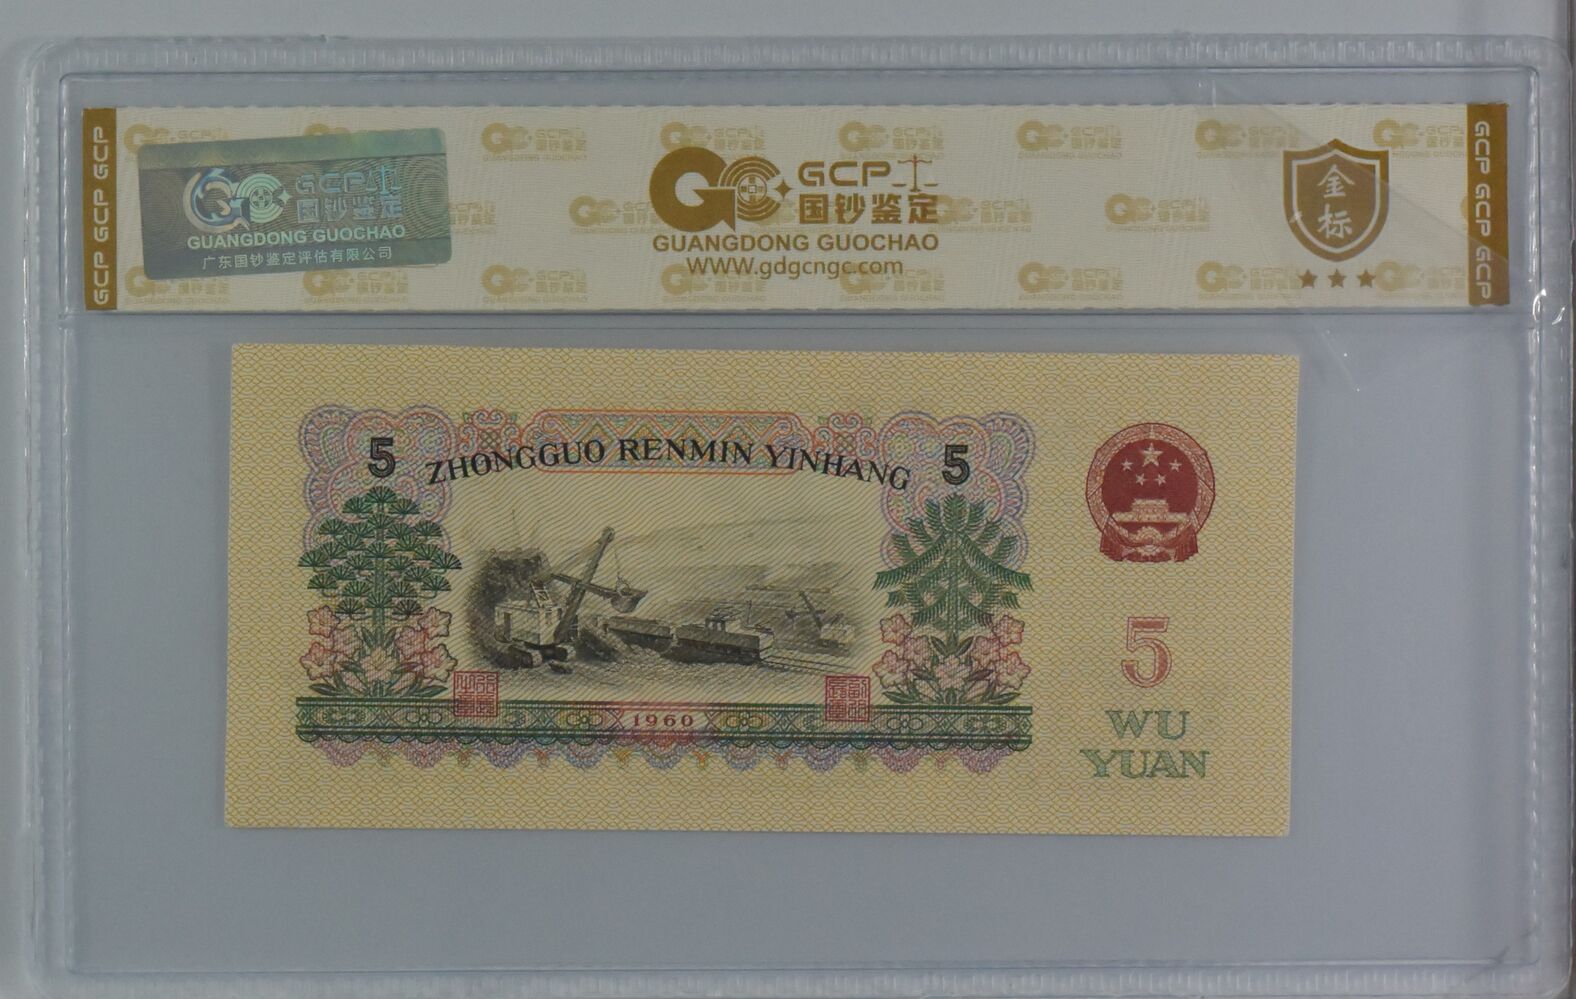 GCP GCP GCP
GCP
国钞鉴定
GUANGDONG GUOCHAO
广东国钞鉴定评估有限公司
GCP
国钞鉴定
GUANGDONG GUOCHAO
WWW.gdgcngc.com
金标
GCP GCP GCP
5 ZHONGGUO RENMIN YINHANG 5
1960
5
WU
YUAN